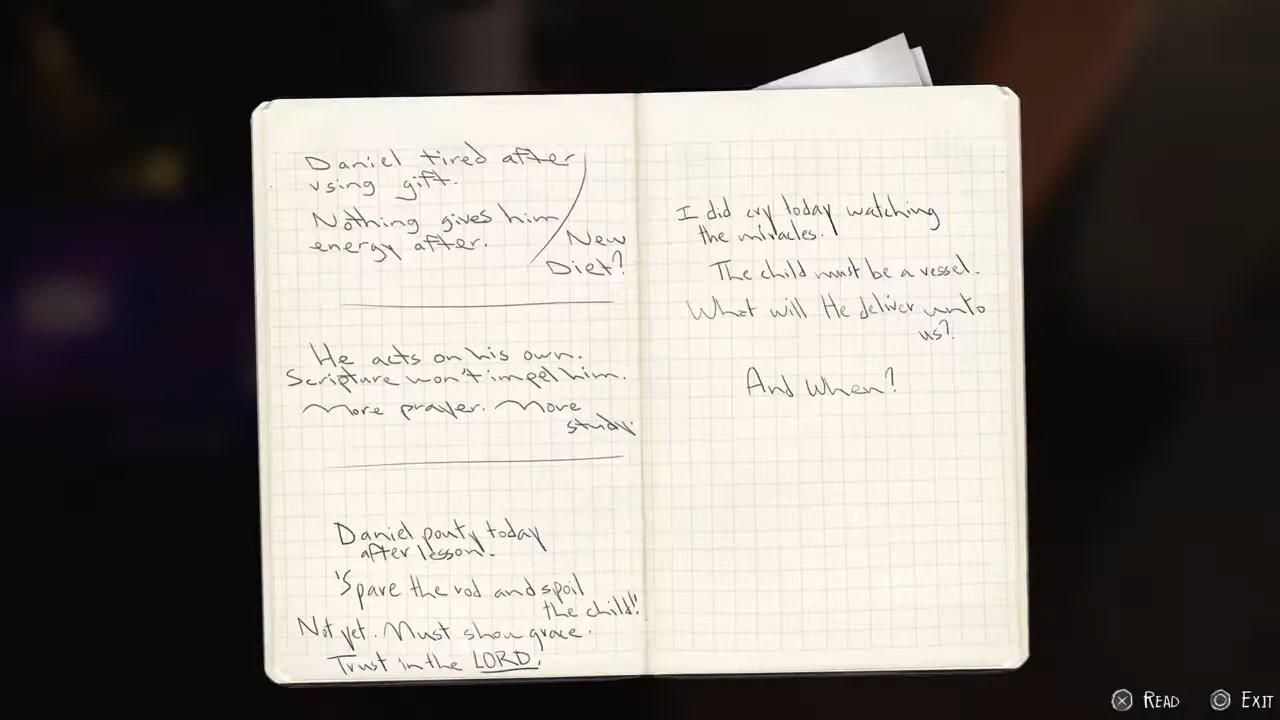 Daniel tired after
using gift.
Nothing gives him
energy after.
New
Diet?
He acts on his own.
Scripture won't impel him.
More prayer. More
study.
Daniel pouty today
after lesson.
'Spare the rod and spoil
the child.'
Not yet. Must show grace.
Trust in the LORD.
I did cry today watching
the miracles.
The child must be a vessel.
What will He deliver unto
us?
And when?
READ
EXIT